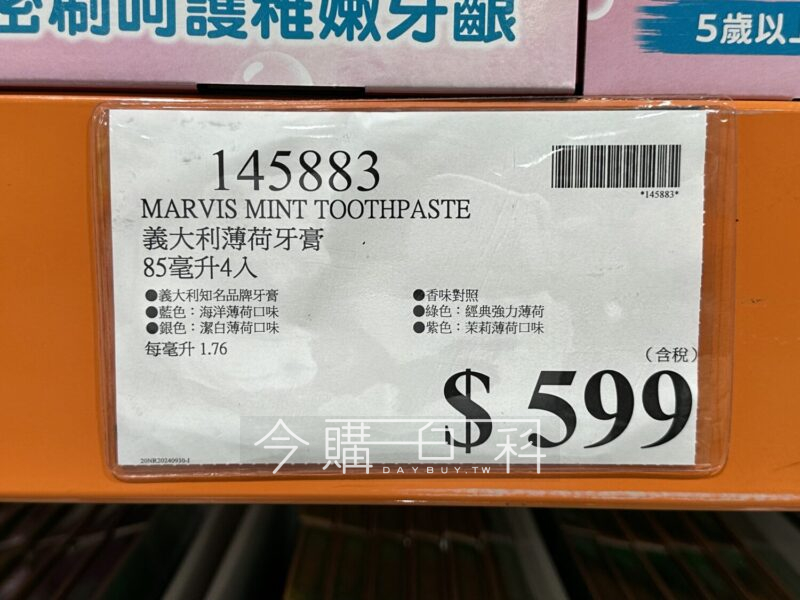 密刷呵護稚嫩牙齦
5歲以上
145883
*145883*
MARVIS MINT TOOTHPASTE
義大利薄荷牙膏
85毫升4入
●義大利知名品牌牙膏
●香味對照
●藍色：海洋薄荷口味
●綠色：經典強力薄荷
●銀色：潔白薄荷口味
●紫色：茉莉薄荷口味
每毫升 1.76
（含稅）
$ 599
今購百科
DAYBUY.TW
20NR20240930-J